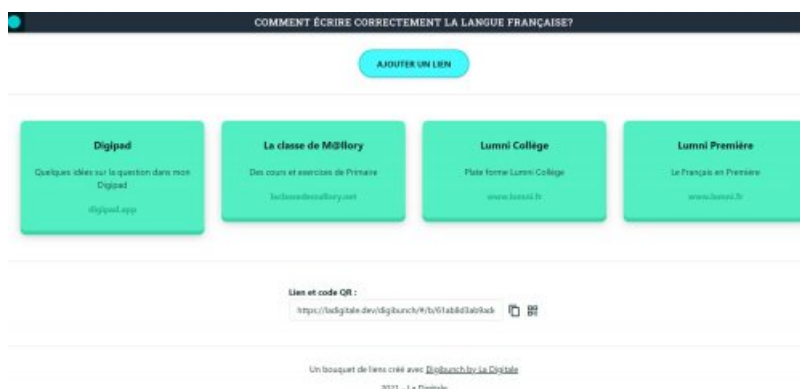 COMMENT ÉCRIRE CORRECTEMENT LA LANGUE FRANÇAISE?
AJOUTER UN LIEN
Digipad
Quelques idées sur la question dans mon
Digipad
digipad.app
La classe de M@llory
Des cours et exercices de Primaire
laclassedemallory.net
Lumni Collège
Plate forme Lumni Collège
www.lumni.fr
Lumni Première
Le Français en Première
www.lumni.fr
Lien et code QR :
https://ladigitale.dev/digibunch/#/b/61ab8d3ab9ade
Un bouquet de liens créé avec Digibunch by La Digitale
2021 - La Digitale